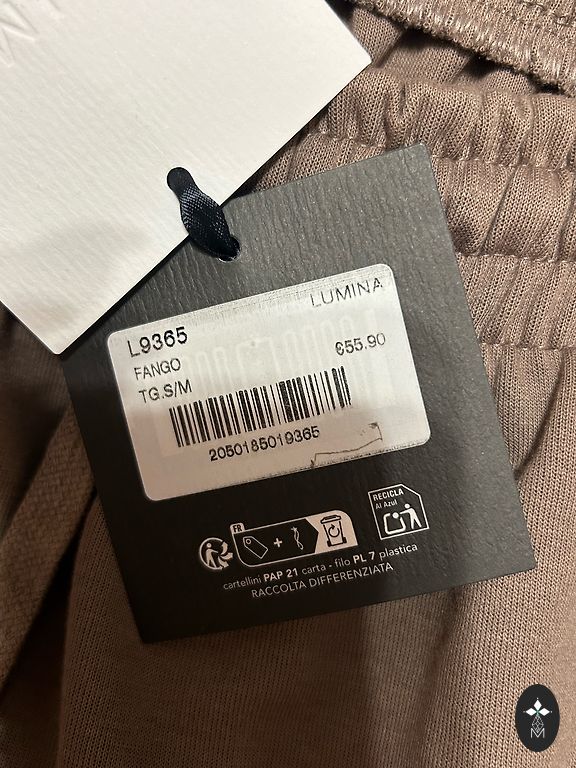 LUMINA
L9365
€55.90
FANGO
TG.S/M
2050185019365
RECICLA
Al Azul
FR
+
cartellini PAP 21 carta - filo PL 7 plastica
RACCOLTA DIFFERENZIATA
M